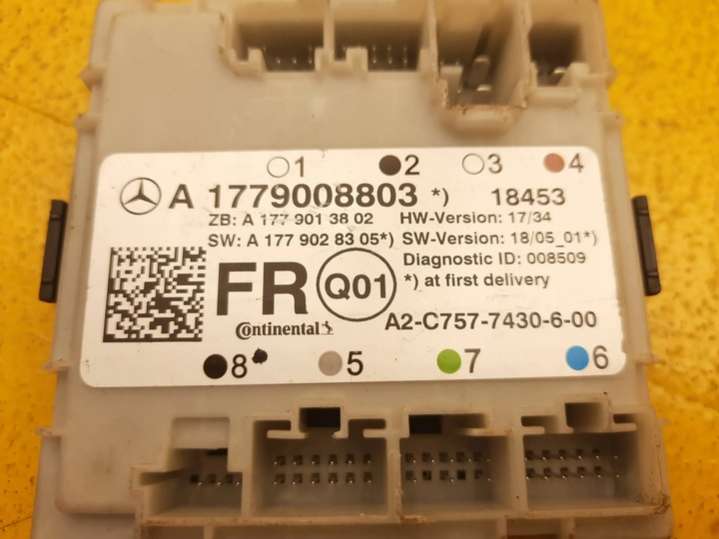 1 2 3 4
A 1779008803 *) 18453
ZB: A 177 901 38 02 HW-Version: 17/34
SW: A 177 902 83 05*) SW-Version: 18/05_01*)
Diagnostic ID: 008509
FR Q01 *) at first delivery
Continental A2-C757-7430-6-00
8 5 7 6